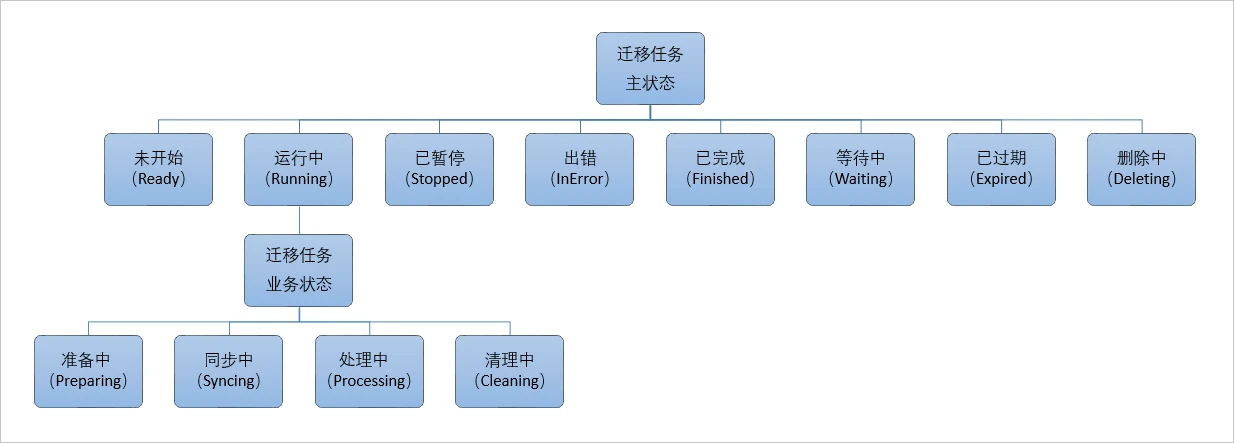 迁移任务
主状态
未开始
（Ready）
运行中
（Running）
已暂停
（Stopped）
出错
（InError）
已完成
（Finished）
等待中
（Waiting）
已过期
（Expired）
删除中
（Deleting）
迁移任务
业务状态
准备中
（Preparing）
同步中
（Syncing）
处理中
（Processing）
清理中
（Cleaning）